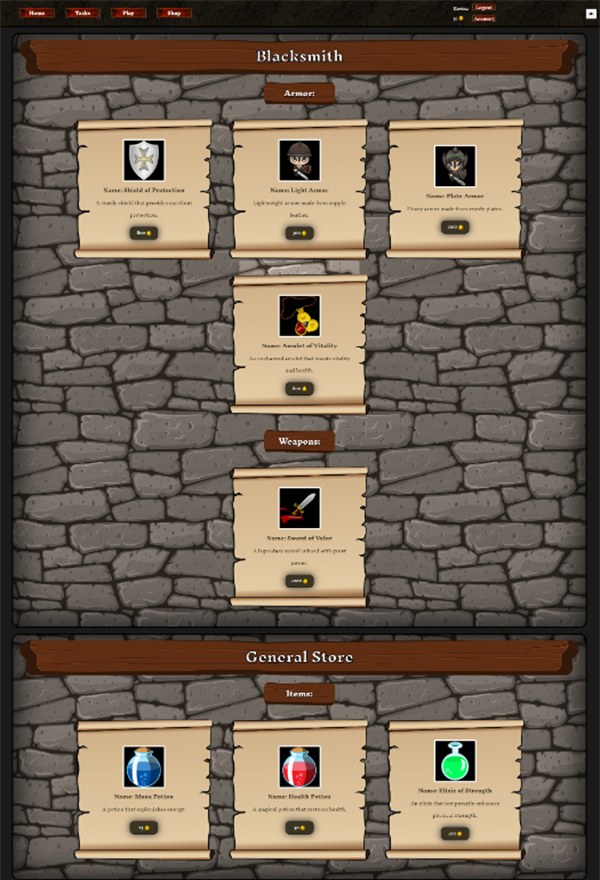 Home Tasks Play Shop
Logout
Account
Blacksmith
Armor:
Name: Shield of Protection
A sturdy shield that provides excellent
protection.
Name: Light Armor
Lightweight armor made from supple
leather.
Name: Plate Armor
Heavy armor made from sturdy plates.
Name: Amulet of Vitality
An enchanted amulet that boosts vitality
and health.
Weapons:
Name: Sword of Valor
A legendary sword imbued with great
power.
General Store
Items:
Name: Mana Potion
A potion that replenishes energy.
Name: Health Potion
A magical potion that restores health.
Name: Elixir of Strength
An elixir that temporarily enhances
physical strength.